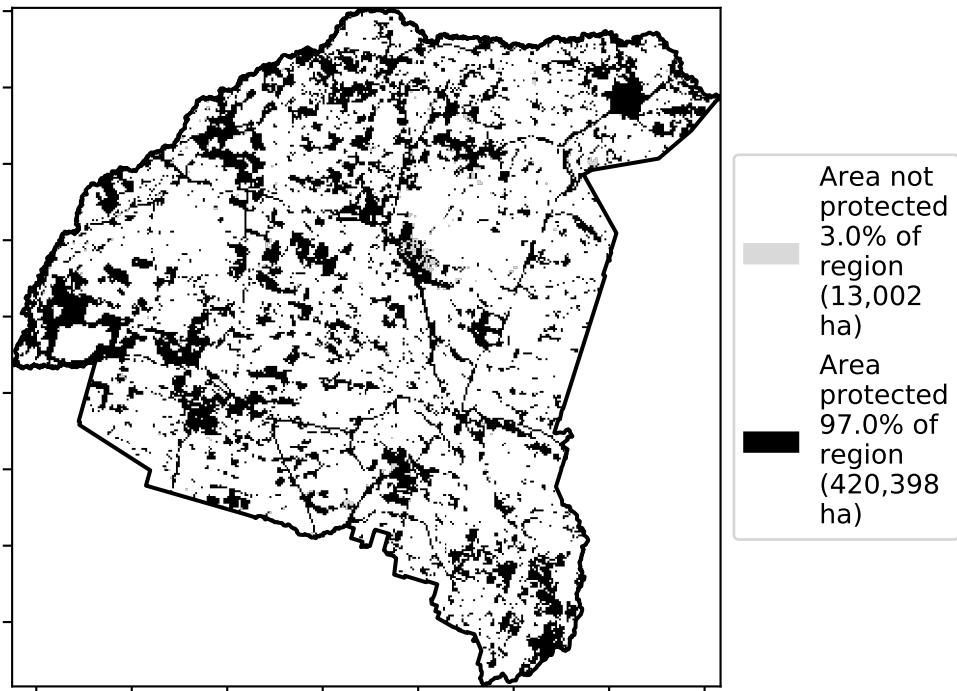 Area not
protected
3.0% of
region
(13,002
ha)
Area
protected
97.0% of
region
(420,398
ha)